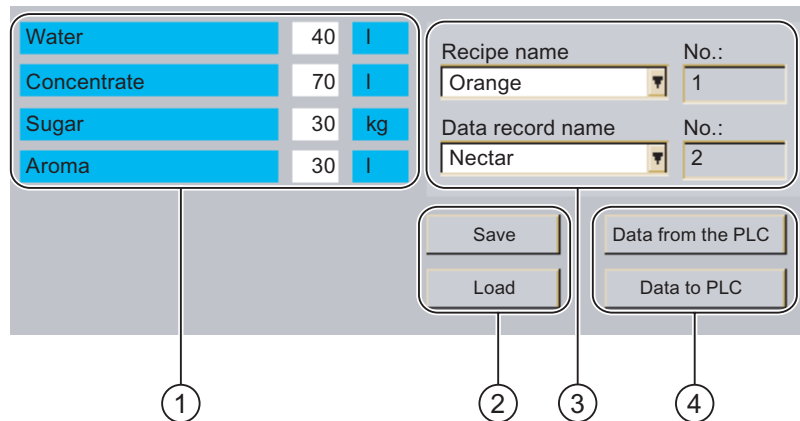 Water 40 l
Concentrate 70 l
Sugar 30 kg
Aroma 30 l
Recipe name No.:
Orange 1
Data record name No.:
Nectar 2
Save Data from the PLC
Load Data to PLC
1 2 3 4